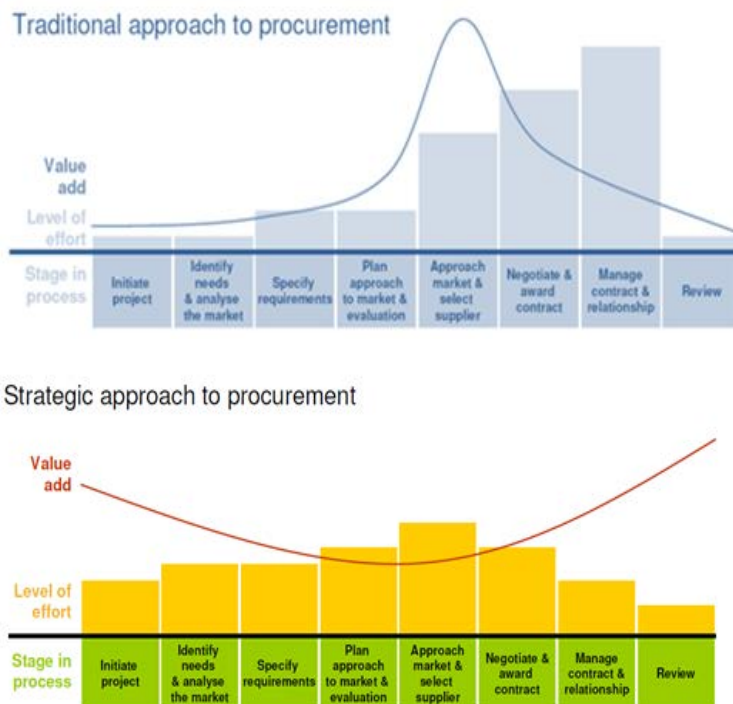 Traditional approach to procurement
Value
add
Level of
effort
Stage in
process
Initiate
project
Identify
needs
& analyse
the market
Specify
requirements
Plan
approach
to market &
evaluation
Approach
market &
select
supplier
Negotiate &
award
contract
Manage
contract &
relationship
Review
Strategic approach to procurement
Value
add
Level of
effort
Stage in
process
Initiate
project
Identify
needs
& analyse
the market
Specify
requirements
Plan
approach
to market &
evaluation
Approach
market &
select
supplier
Negotiate &
award
contract
Manage
contract &
relationship
Review